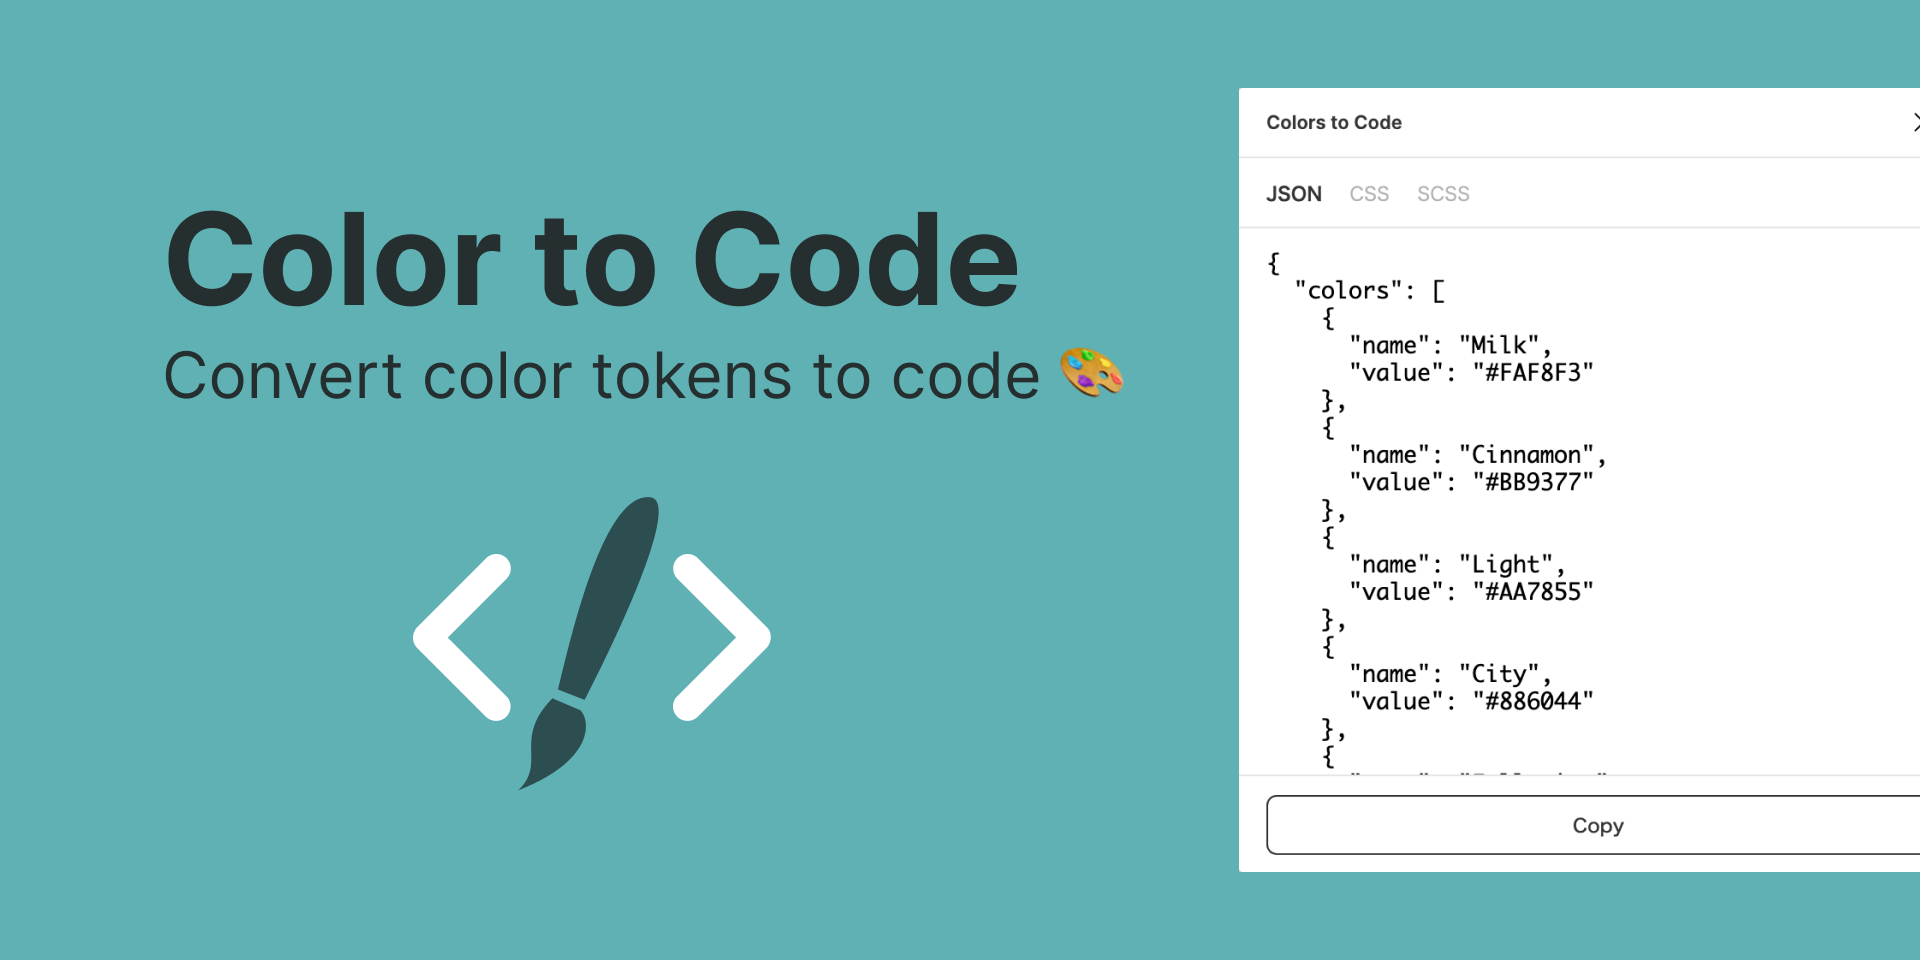 Color to Code
Convert color tokens to code
Colors to Code
JSON CSS SCSS
{
"colors": [
{
"name": "Milk",
"value": "#FAF8F3"
},
{
"name": "Cinnamon",
"value": "#BB9377"
},
{
"name": "Light",
"value": "#AA7855"
},
{
"name": "City",
"value": "#886044"
},
{
Copy